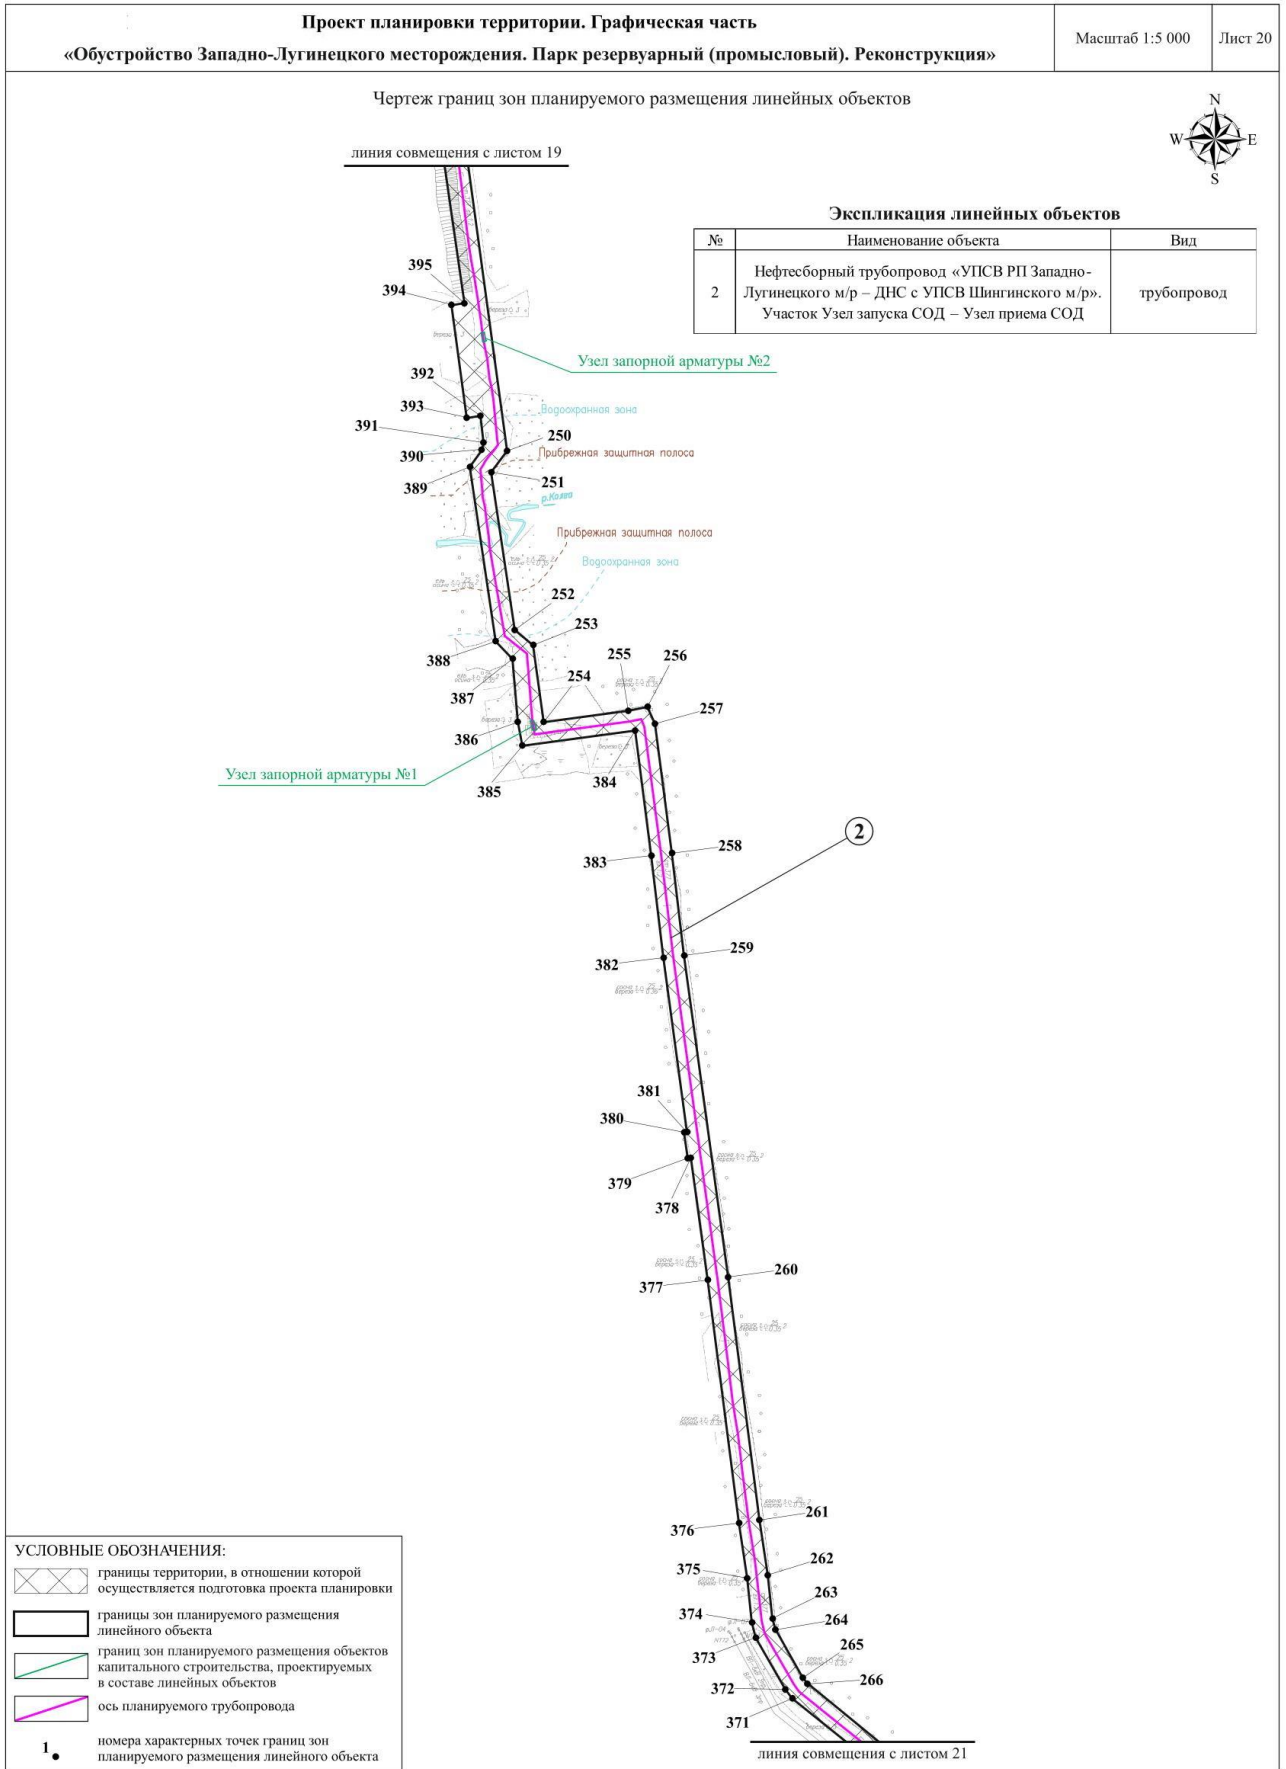 Проект планировки территории. Графическая часть
«Обустройство Западно-Лугинецкого месторождения. Парк резервуарный (промысловый). Реконструкция»
Масштаб 1:5 000
Лист 20
Чертеж границ зон планируемого размещения линейных объектов
N
W E
S
линия совмещения с листом 19
Экспликация линейных объектов
№ Наименование объекта Вид
2
Нефтесборный трубопровод «УПСВ РП Западно-
Лугинецкого м/р – ДНС с УПСВ Шингинского м/р».
Участок Узел запуска СОД – Узел приема СОД
трубопровод
395
394
Узел запорной арматуры №2
392
393
Водоохранная зона
391
250
390
Прибрежная защитная полоса
389
251
Прибрежная защитная полоса
Водоохранная зона
252
253
388
255
256
387
254
257
386
Узел запорной арматуры №1
385
384
2
258
383
259
382
381
380
379
378
260
377
261
376
262
375
263
374
264
373
265
266
372
371
линия совмещения с листом 21
УСЛОВНЫЕ ОБОЗНАЧЕНИЯ:
границы территории, в отношении которой
осуществляется подготовка проекта планировки
границы зон планируемого размещения
линейного объекта
границ зон планируемого размещения объектов
капитального строительства, проектируемых
в составе линейных объектов
ось планируемого трубопровода
1
номера характерных точек границ зон
планируемого размещения линейного объекта